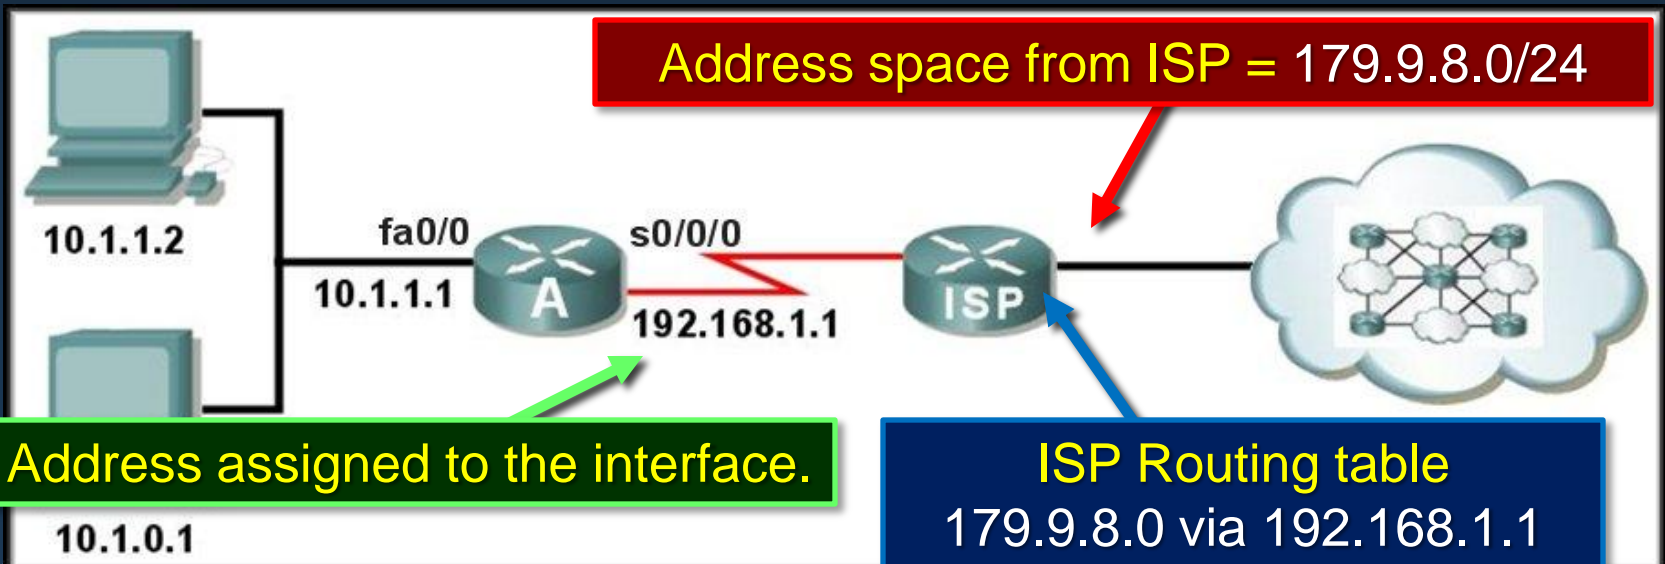 Address space from ISP = 179.9.8.0/24
10.1.1.2
fa0/0
s0/0/0
10.1.1.1
A
192.168.1.1
ISP
Address assigned to the interface.
ISP Routing table
179.9.8.0 via 192.168.1.1
10.1.0.1